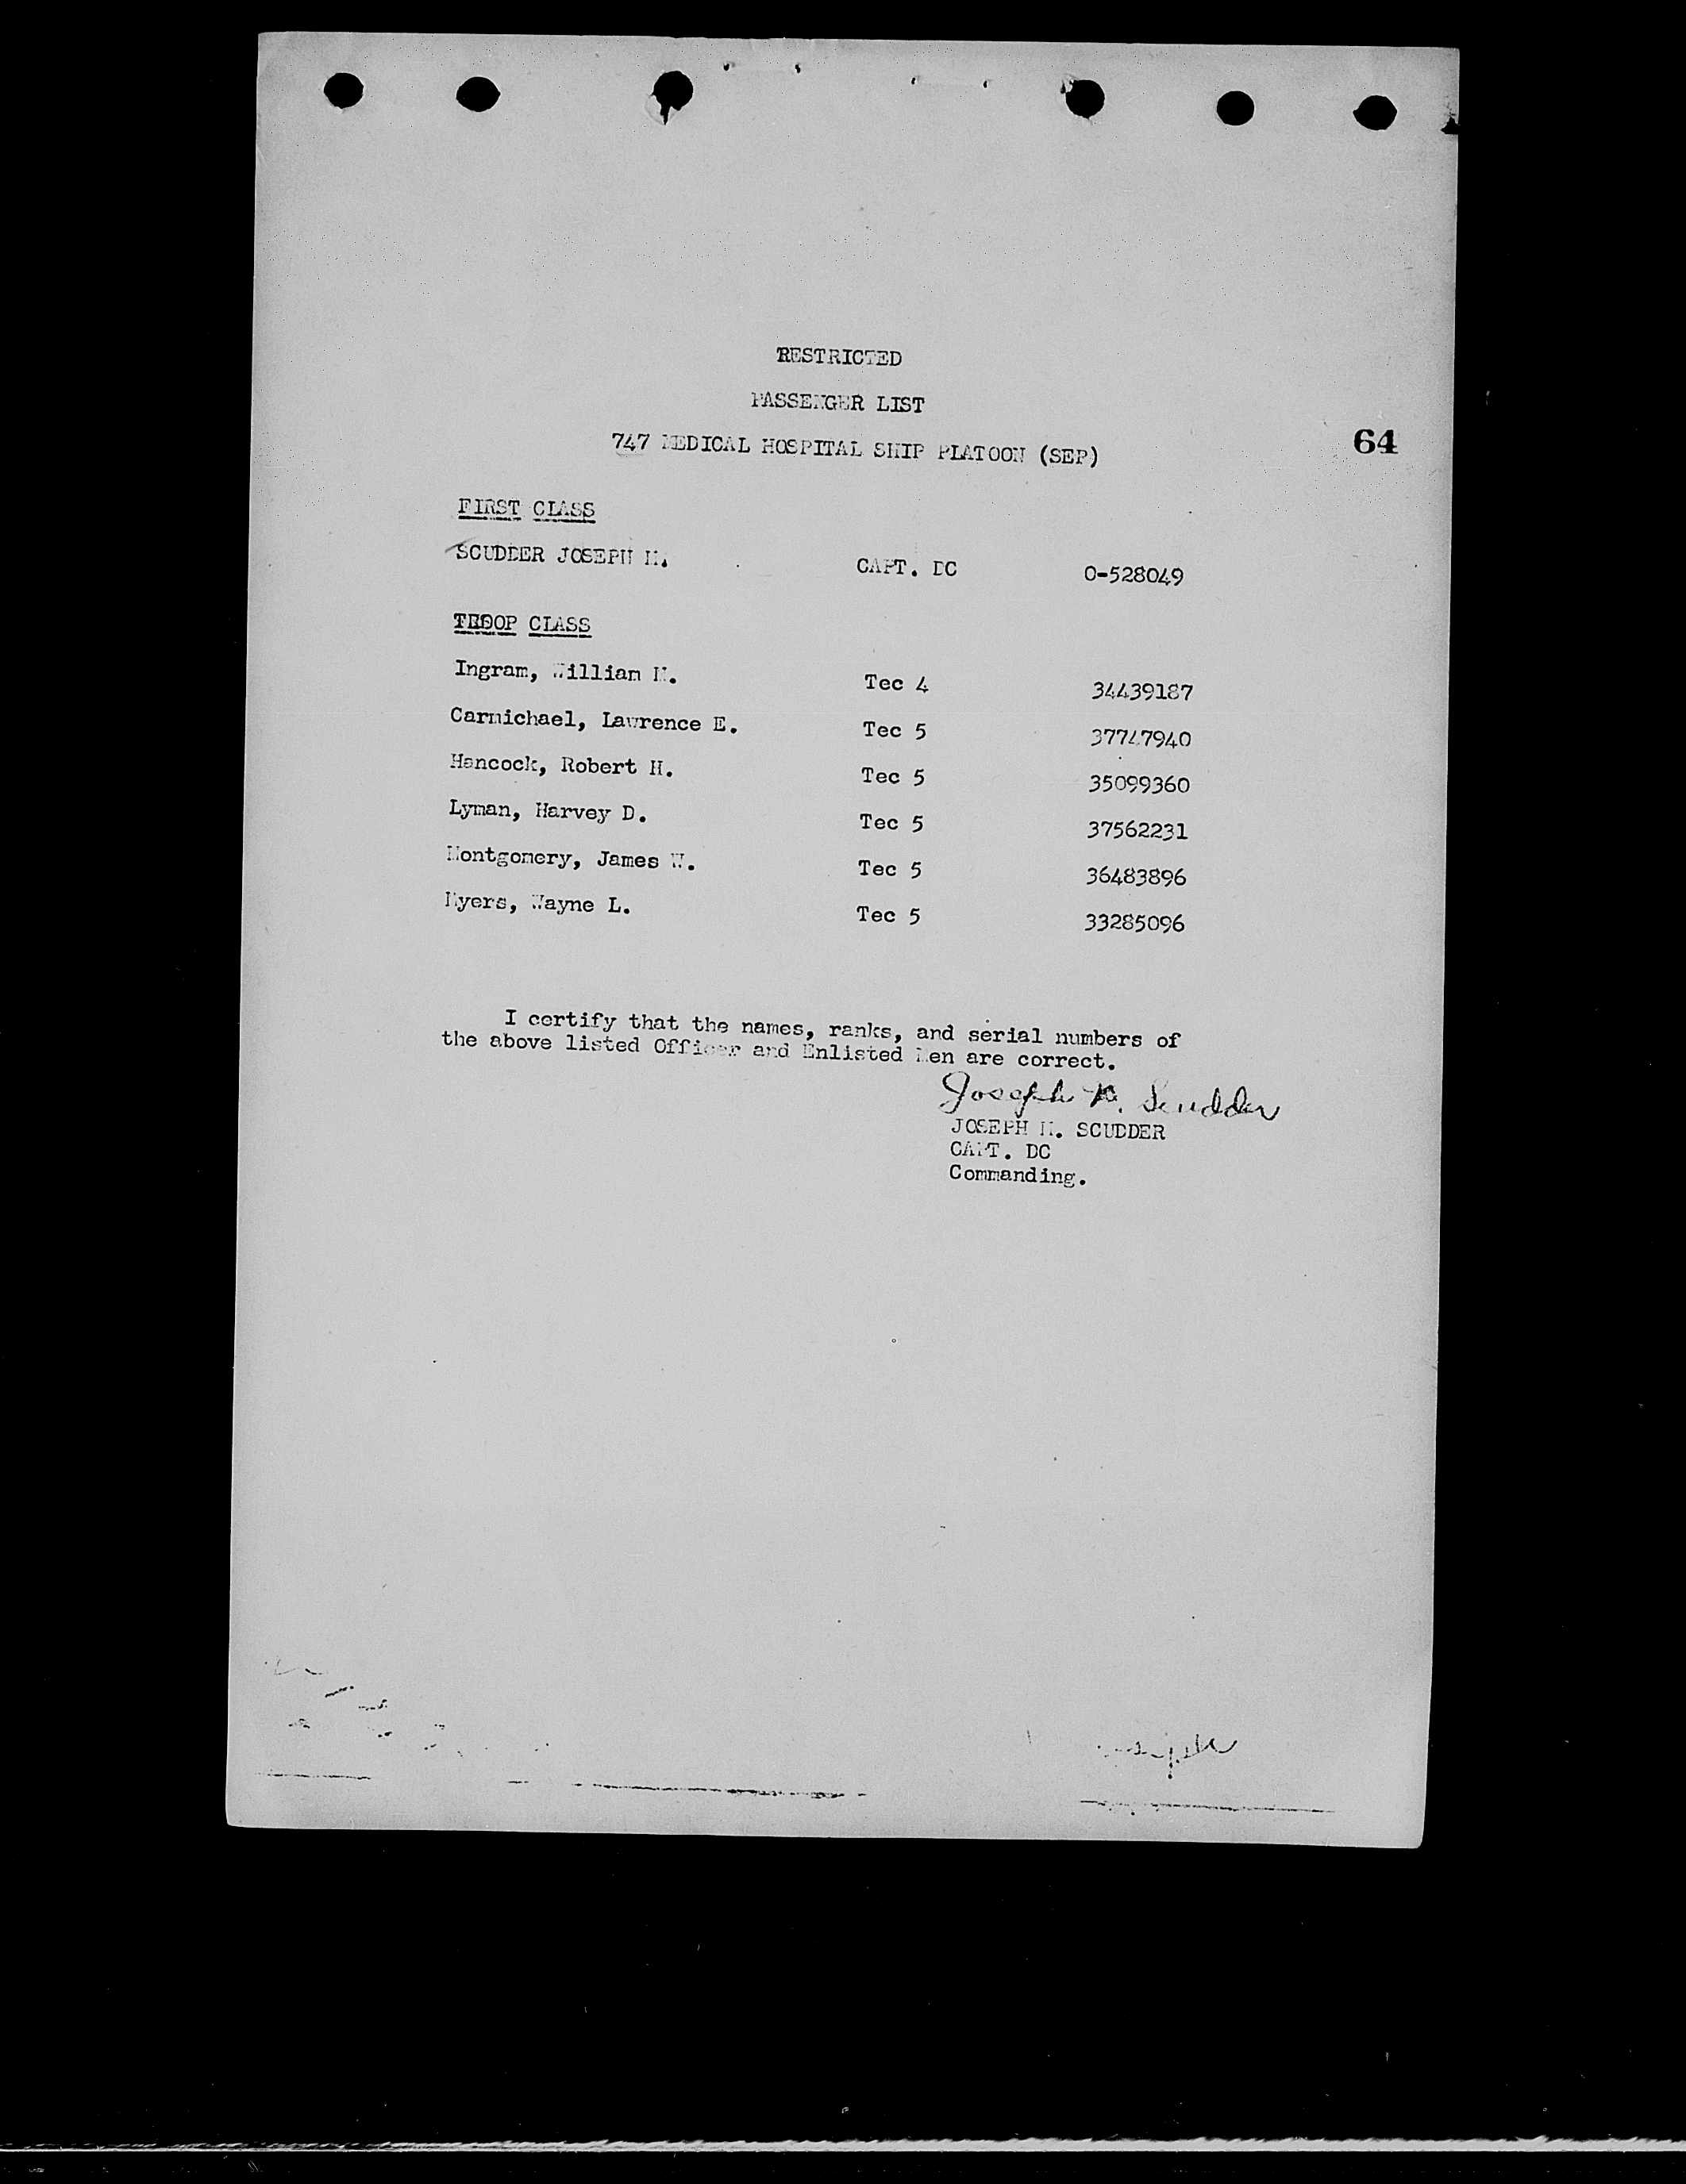 RESTRICTED
PASSENGER LIST
64
747 MEDICAL HOSPITAL SHIP PLATOON (SEP)
FIRST CLASS
SCUDDER JOSEPH M. CAPT. DC O-528049
TROOP CLASS
Ingram, William M. Tec 4 34439187
Carmichael, Lawrence E. Tec 5 37747940
Hancock, Robert H. Tec 5 35099360
Lyman, Harvey D. Tec 5 37562231
Montgomery, James W. Tec 5 36483896
Myers, Wayne L. Tec 5 33285096
I certify that the names, ranks, and serial numbers of
the above listed Officer and Enlisted Men are correct.
Joseph M. Scudder
JOSEPH M. SCUDDER
CAPT. DC
Commanding.